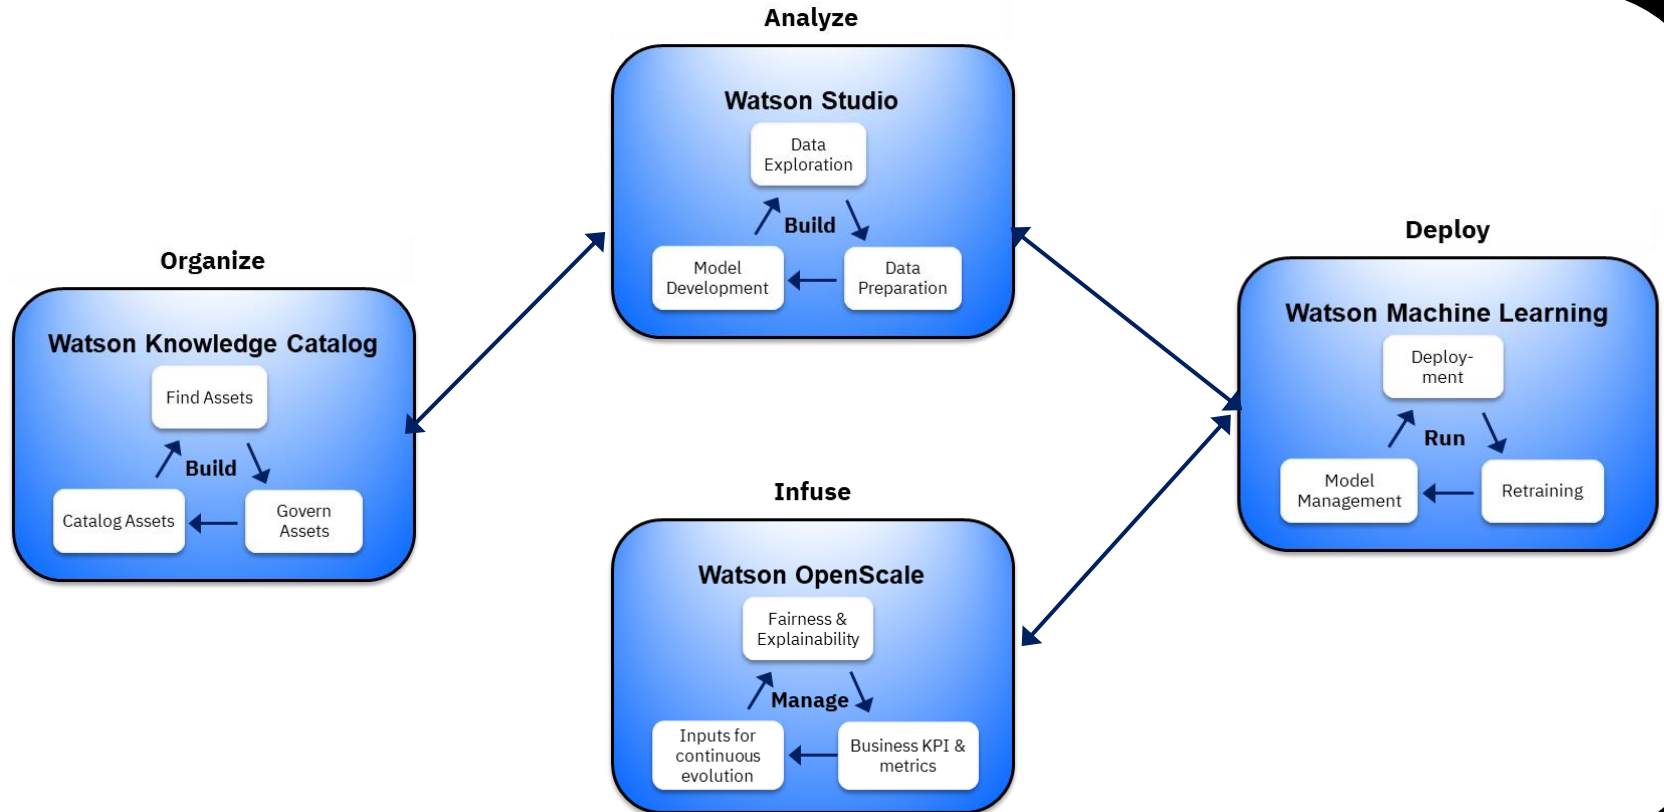 Analyze
Watson Studio
Data
Exploration
Build
Model
Development
Data
Preparation
Organize
Watson Knowledge Catalog
Find Assets
Build
Catalog Assets
Govern
Assets
Deploy
Watson Machine Learning
Deploy-
ment
Run
Model
Management
Retraining
Infuse
Watson OpenScale
Fairness &
Explainability
Manage
Inputs for
continuous
evolution
Business KPI &
metrics